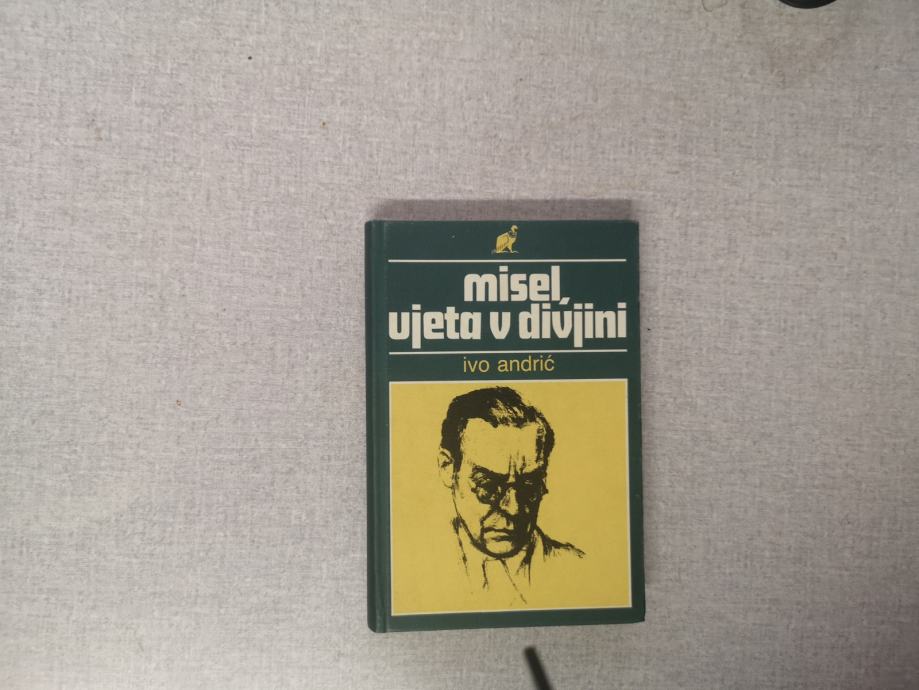 misel,
ujeta v divjini
ivo andrić